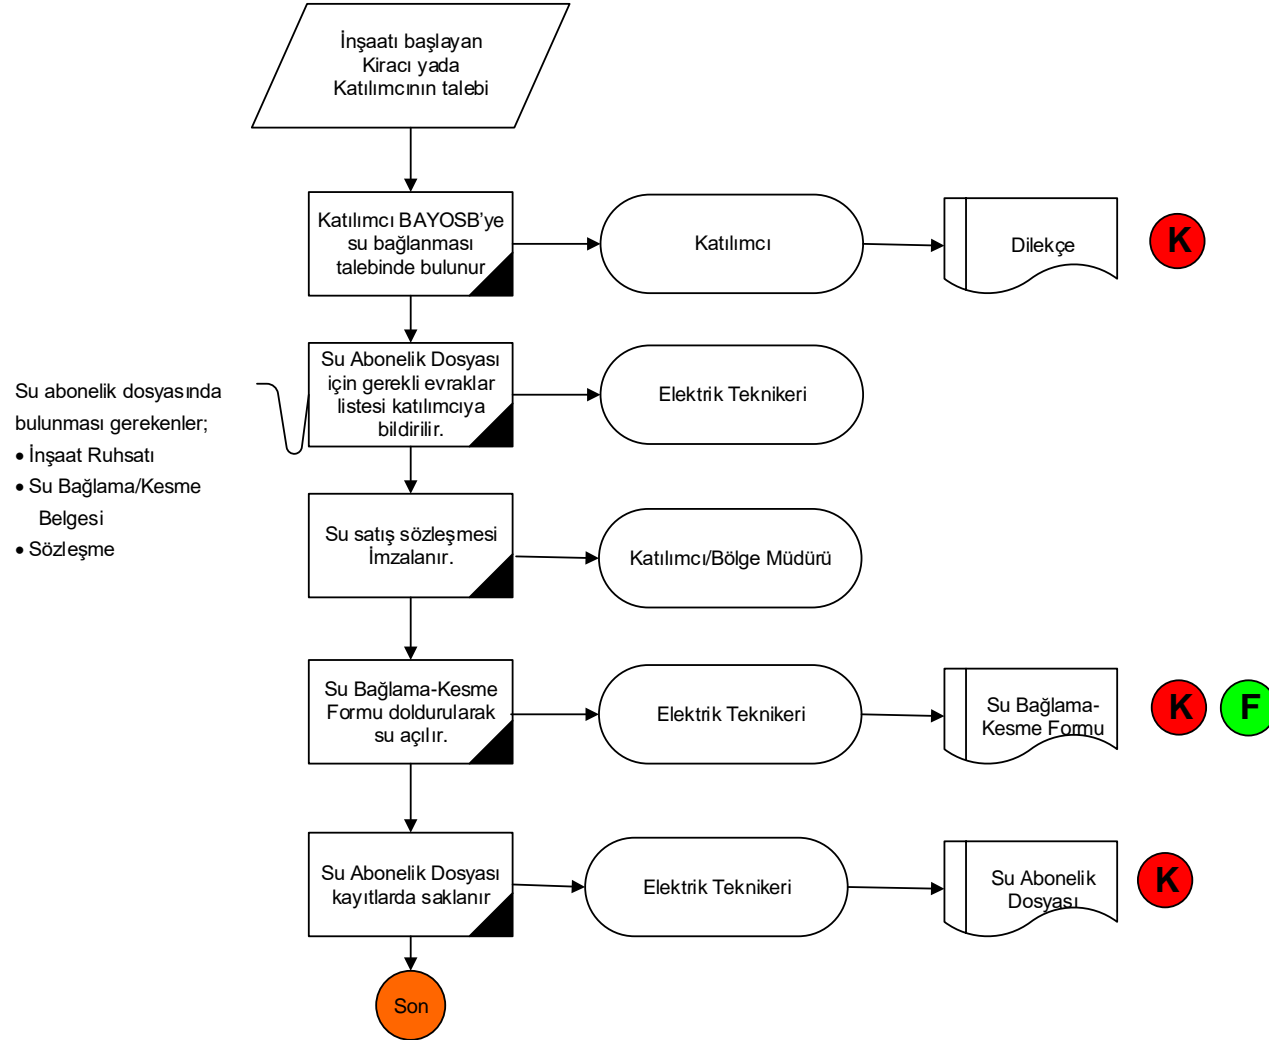 İnşaatı başlayan
Kiracı yada
Katılımcının talebi
Katılımcı BAYOSB'ye
su bağlanması
talebinde bulunur
Katılımcı
Dilekçe
K
Su Abonelik Dosyası
için gerekli evraklar
listesi katılımcıya
bildirilir.
Elektrik Teknikeri
Su abonelik dosyasında
bulunması gerekenler;
• İnşaat Ruhsatı
• Su Bağlama/Kesme
Belgesi
• Sözleşme
Su satış sözleşmesi
İmzalanır.
Katılımcı/Bölge Müdürü
Su Bağlama-Kesme
Formu doldurularak
su açılır.
Elektrik Teknikeri
Su Bağlama-
Kesme Formu
K
F
Su Abonelik Dosyası
kayıtlarda saklanır
Elektrik Teknikeri
Su Abonelik
Dosyası
K
Son